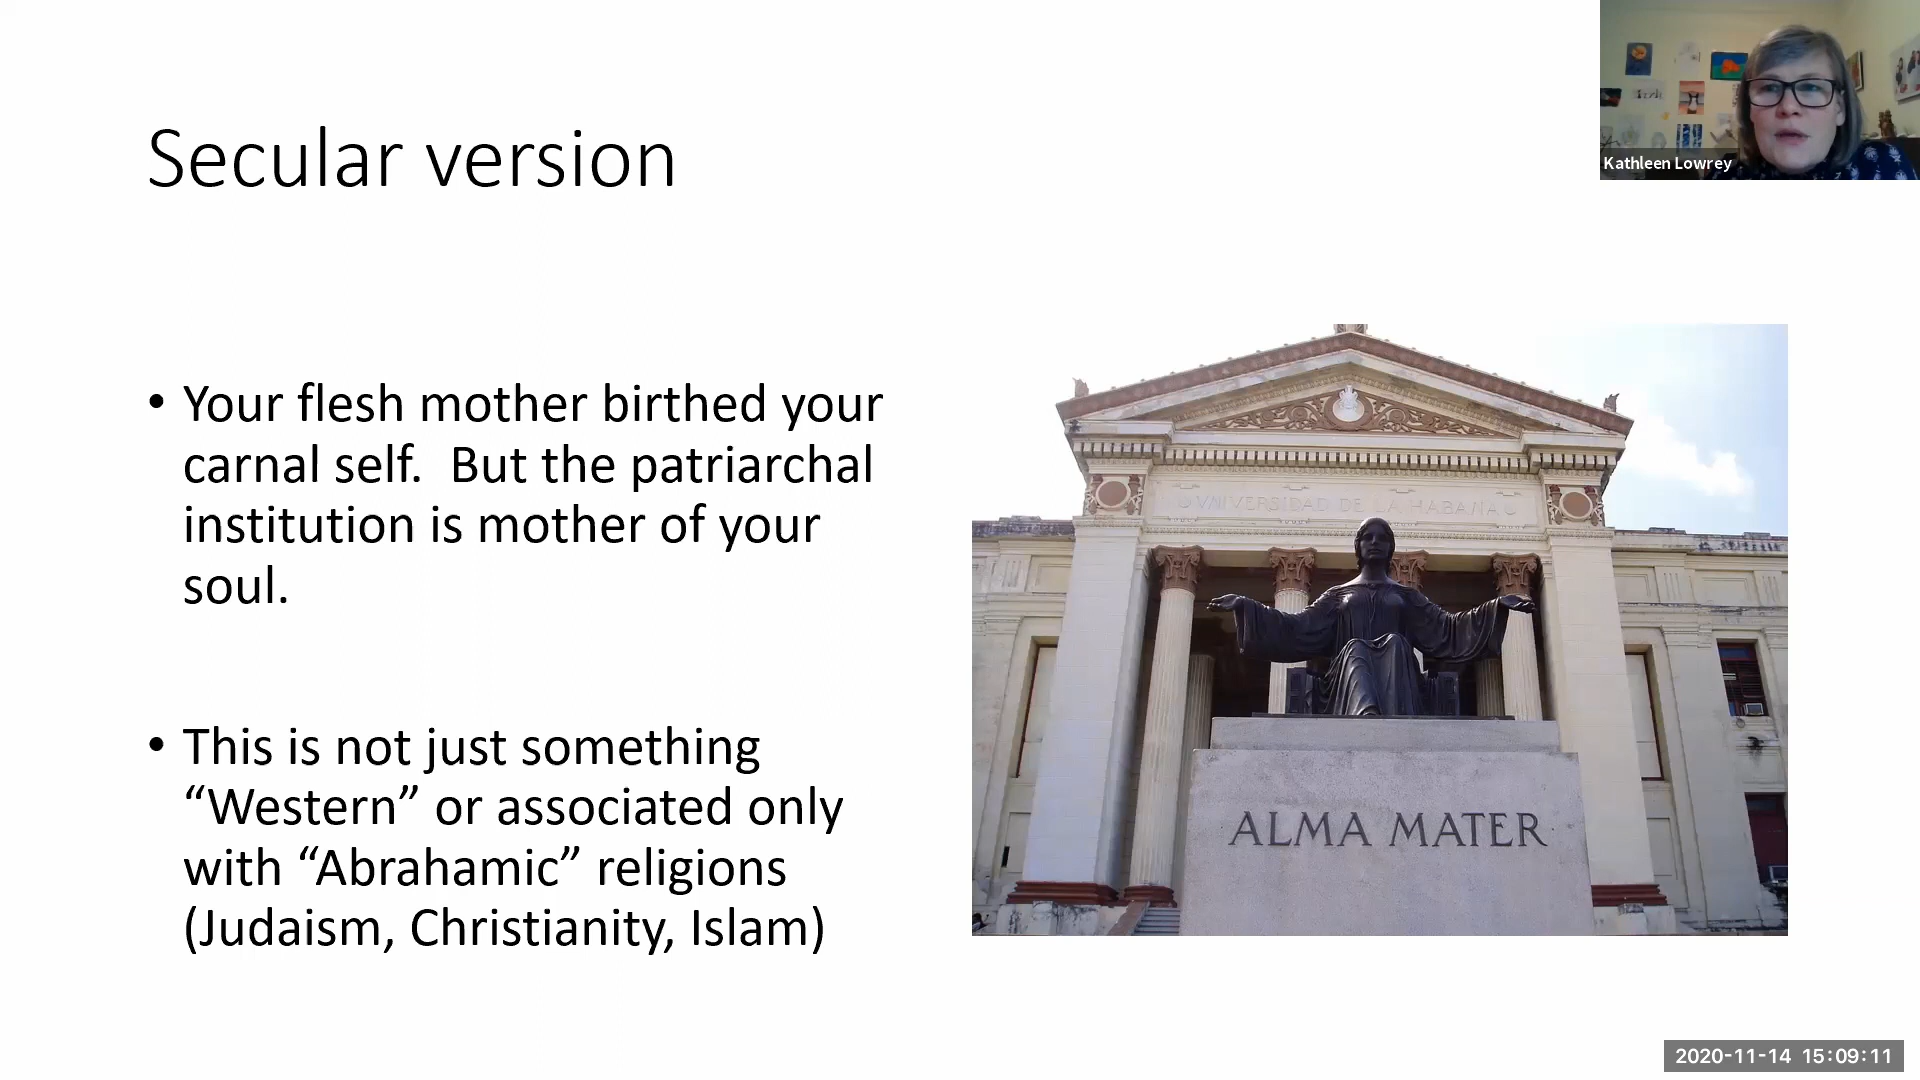 Secular version
Kathleen Lowrey
• Your flesh mother birthed your
carnal self.  But the patriarchal
institution is mother of your
soul.
• This is not just something
“Western” or associated only
with “Abrahamic” religions
(Judaism, Christianity, Islam)
VNIVERSIDAD DE LA HABANA
ALMA MATER
2020-11-14 15:09:11